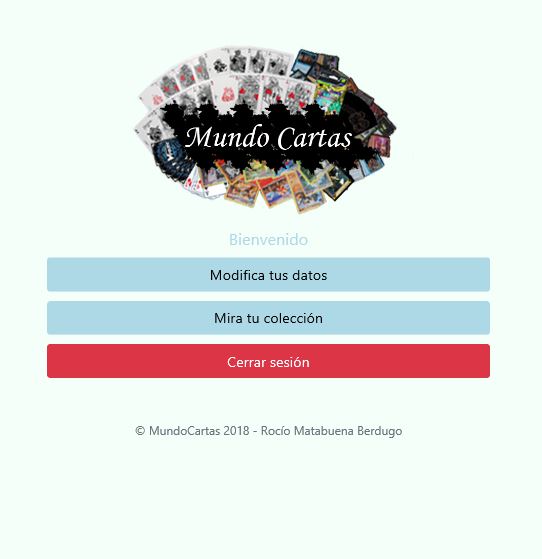 Mundo Cartas
Bienvenido
Modifica tus datos
Mira tu colección
Cerrar sesión
© MundoCartas 2018 - Rocío Matabuena Berdugo